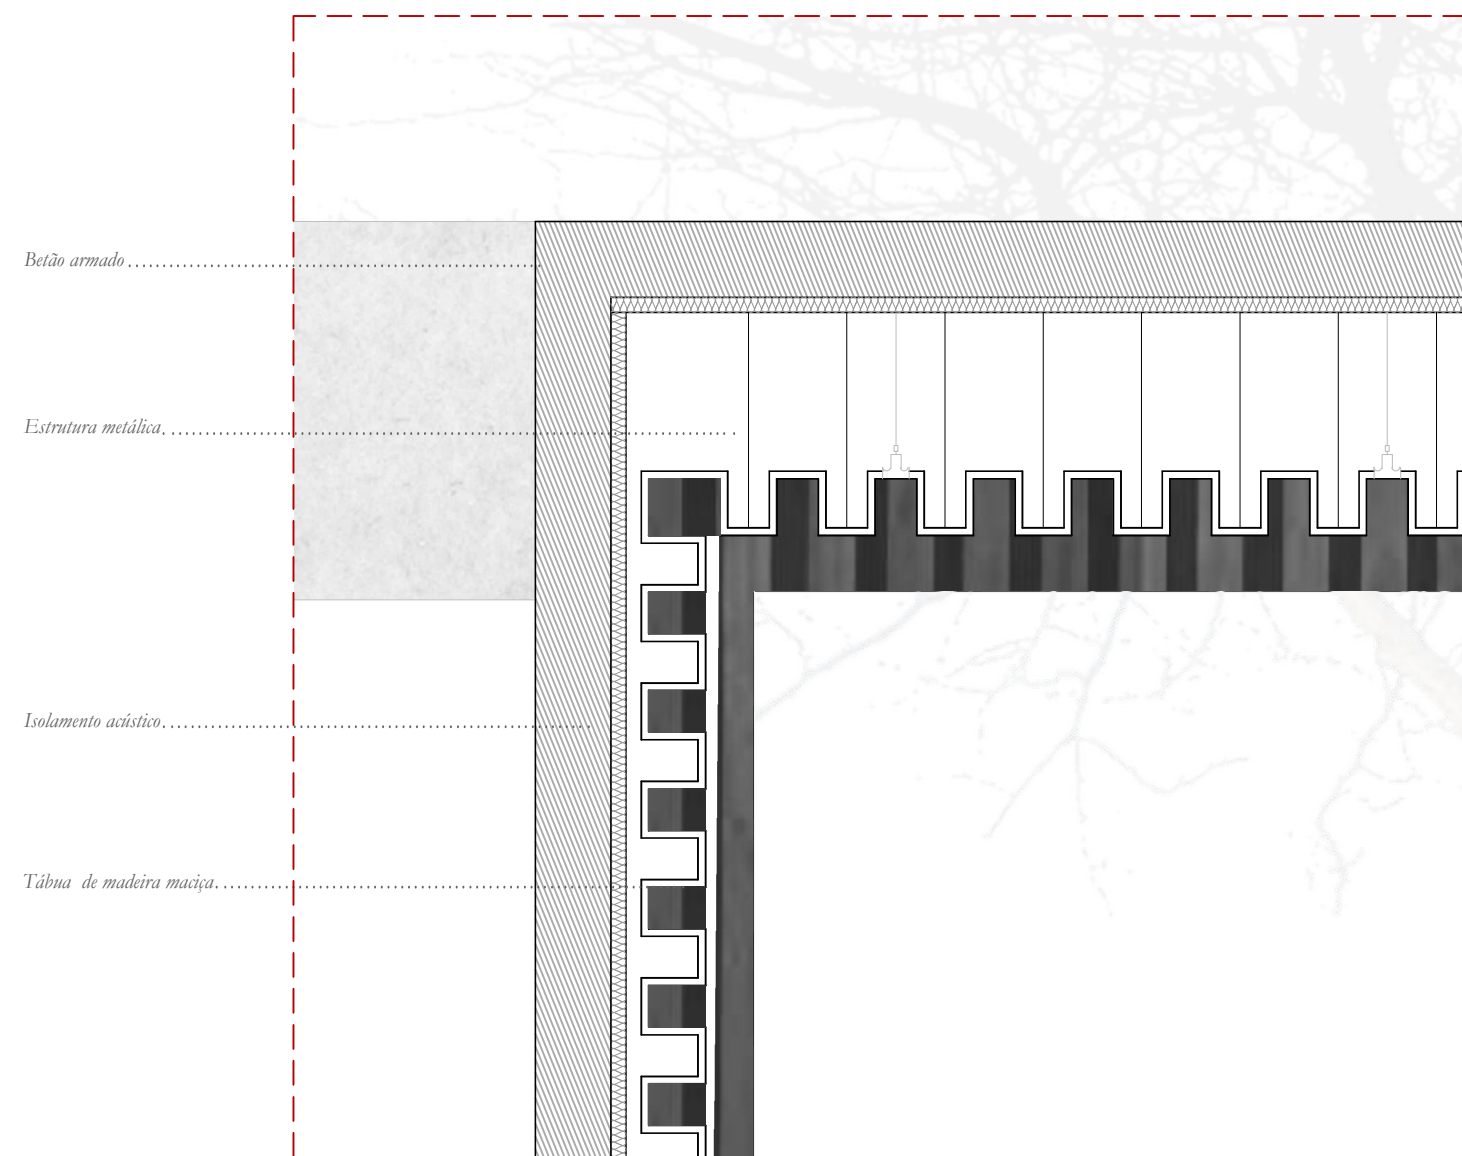 Betão armado
Estrutura metálica
Isolamento acústico
Tábua de madeira maciça